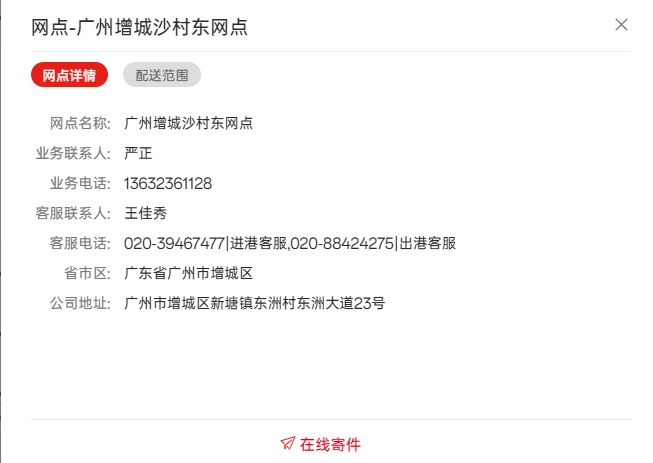 网点-广州增城沙村东网点
网点详情 配送范围
网点名称: 广州增城沙村东网点
业务联系人: 严正
业务电话: 13632361128
客服联系人: 王佳秀
客服电话: 020-39467477|进港客服,020-88424275|出港客服
省市区: 广东省广州市增城区
公司地址: 广州市增城区新塘镇东洲村东洲大道23号
在线寄件